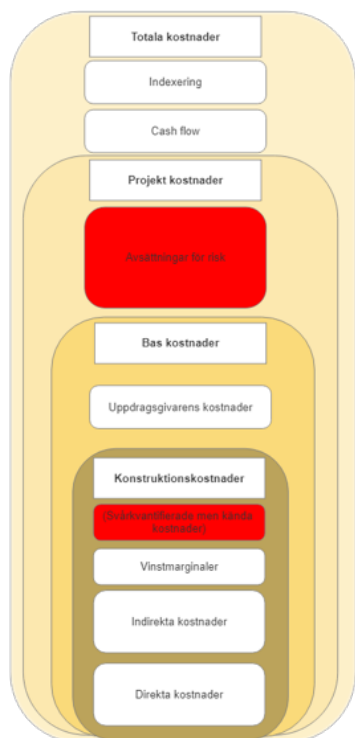 Totala kostnader
Indexering
Cash flow
Projekt kostnader
Avsättningar för risk
Bas kostnader
Uppdragsgivarens kostnader
Konstruktionskostnader
(Svårkvantifierade men kända
kostnader)
Vinstmarginaler
Indirekta kostnader
Direkta kostnader